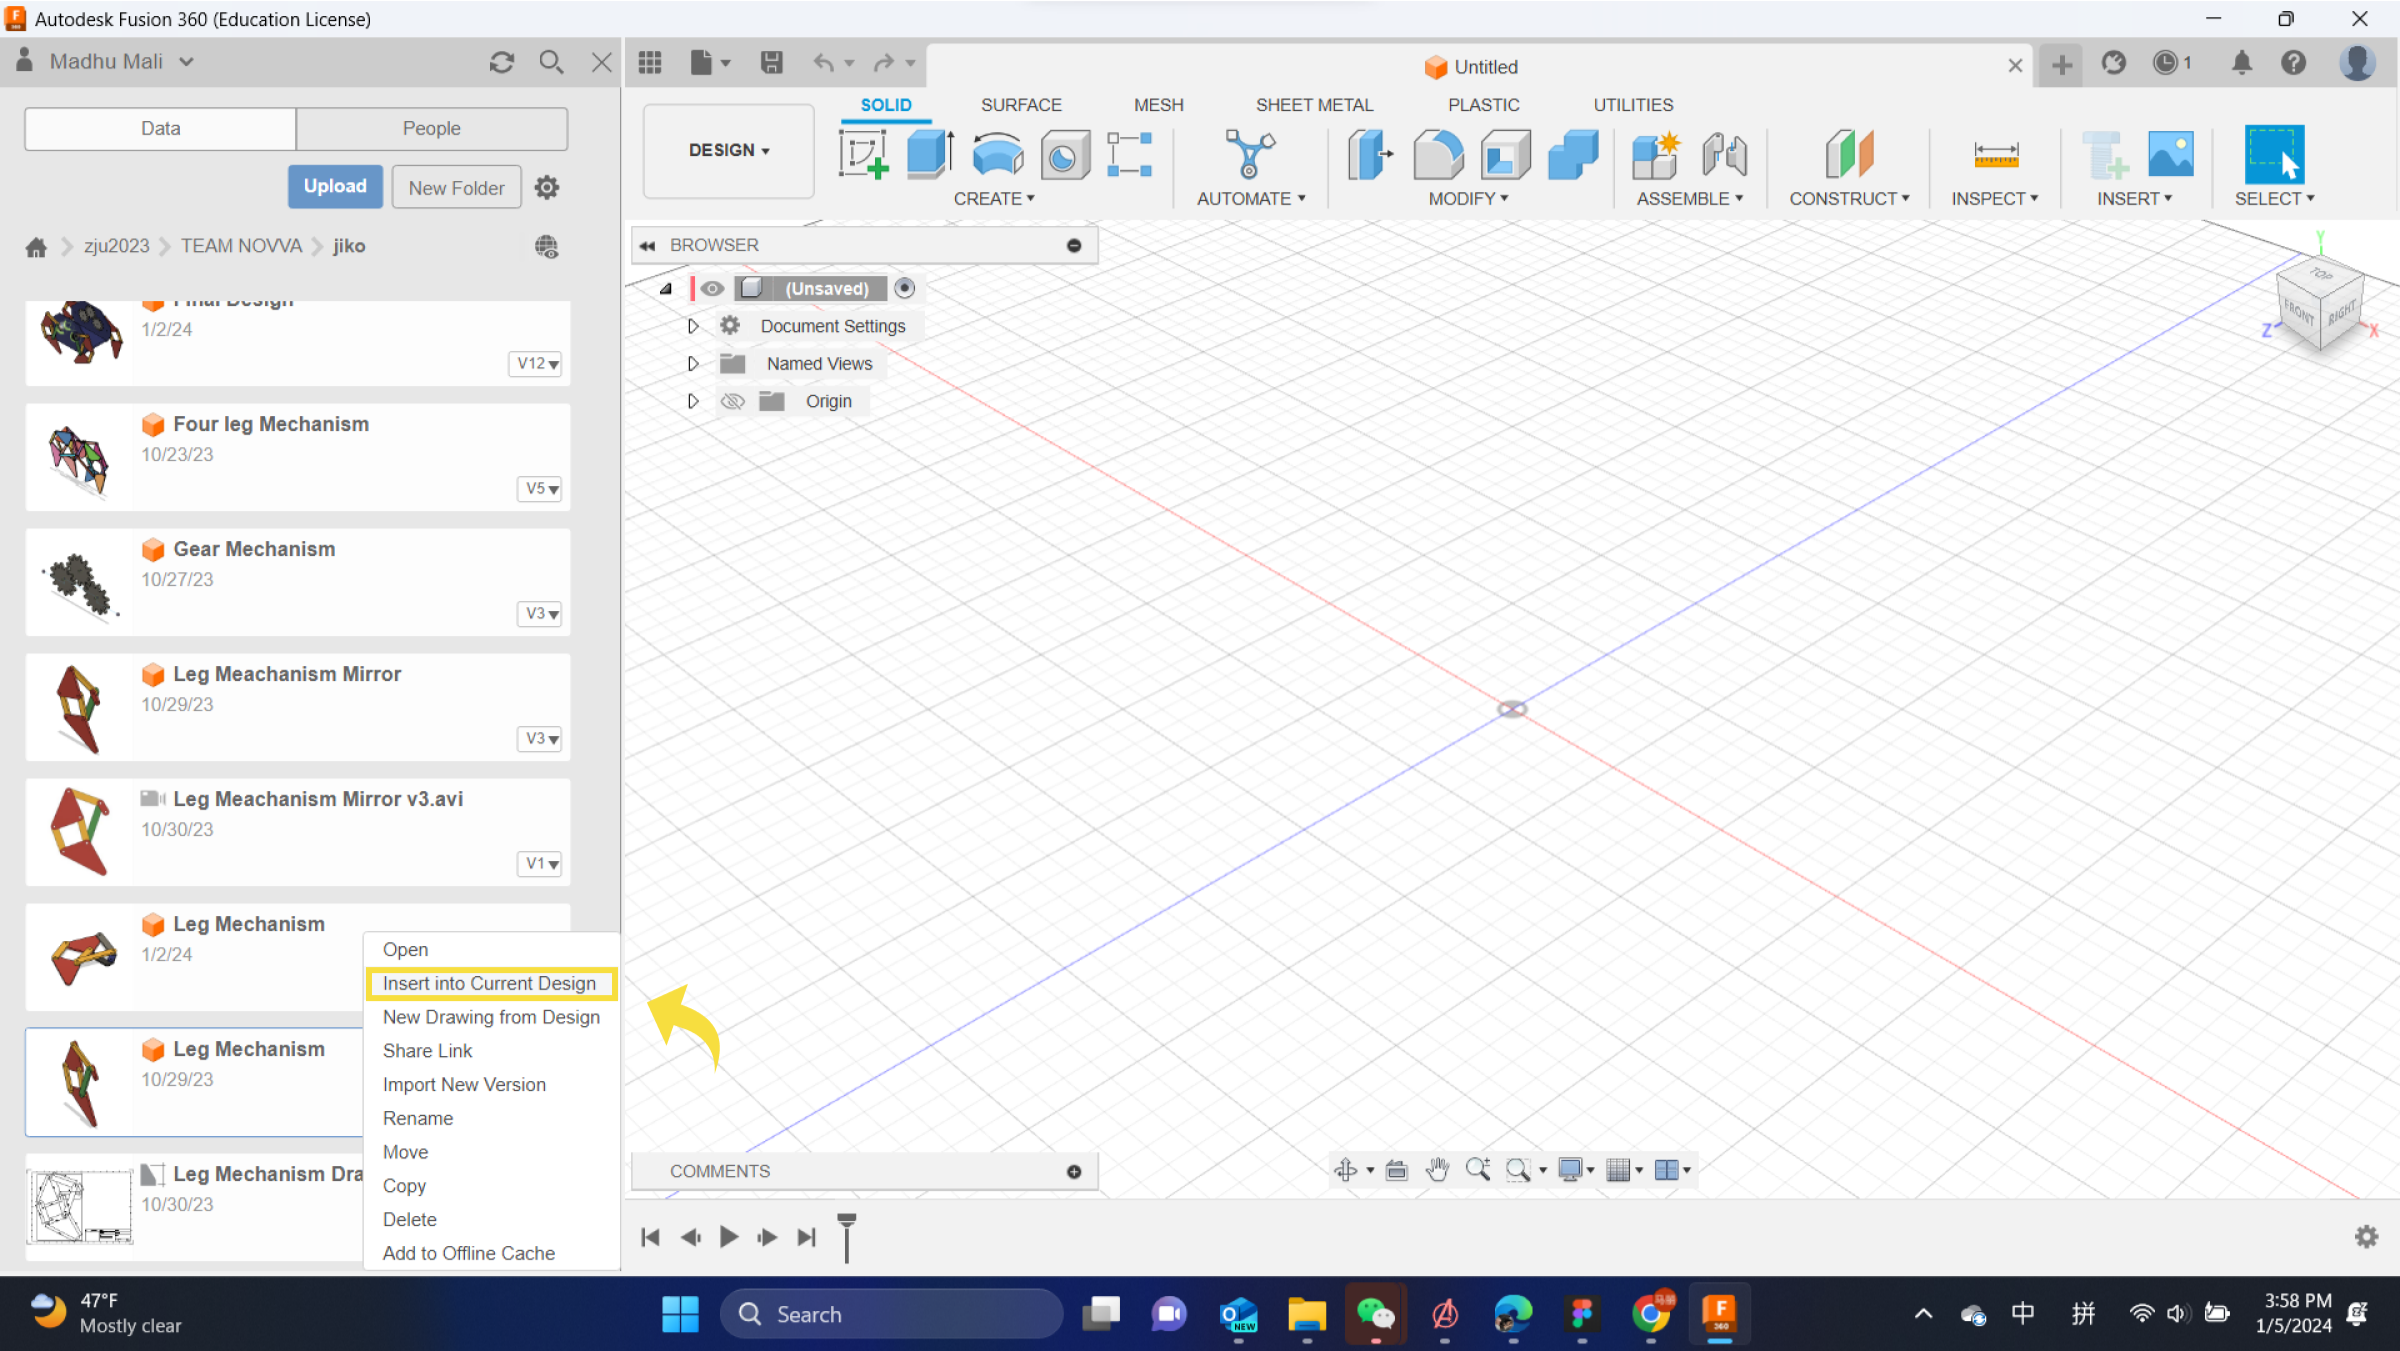 Autodesk Fusion 360 (Education License)
Madhu Mali
Untitled
1
Data
People
Upload
New Folder
zju2023 TEAM NOVVA jiko
DESIGN
SOLID SURFACE MESH SHEET METAL PLASTIC UTILITIES
CREATE AUTOMATE MODIFY ASSEMBLE CONSTRUCT INSPECT INSERT SELECT
BROWSER
(Unsaved)
Document Settings
Named Views
Origin
Y
TOP
FRONT
RIGHT
Z
X
Final Design
1/2/24
V12
Four leg Mechanism
10/23/23
V5
Gear Mechanism
10/27/23
V3
Leg Meachanism Mirror
10/29/23
V3
Leg Meachanism Mirror v3.avi
10/30/23
V1
Leg Mechanism
1/2/24
Leg Mechanism
10/29/23
Leg Mechanism Dra
10/30/23
Open
Insert into Current Design
New Drawing from Design
Share Link
Import New Version
Rename
Move
Copy
Delete
Add to Offline Cache
COMMENTS
47°F
Mostly clear
Search
NEW
F
360
中
拼
3:58 PM
1/5/2024